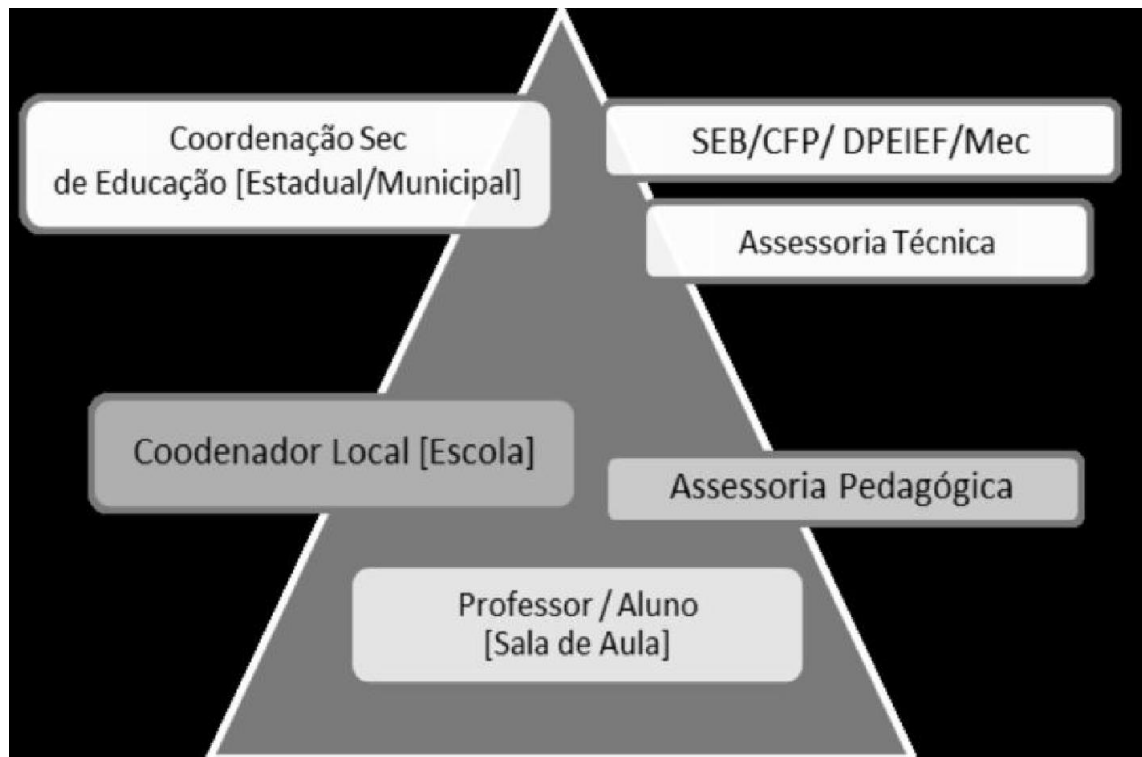 Coordenação Sec
de Educação [Estadual/Municipal]
SEB/CFP/ DPEIEF/Mec
Assessoria Técnica
Coodenador Local [Escola]
Assessoria Pedagógica
Professor / Aluno
[Sala de Aula]